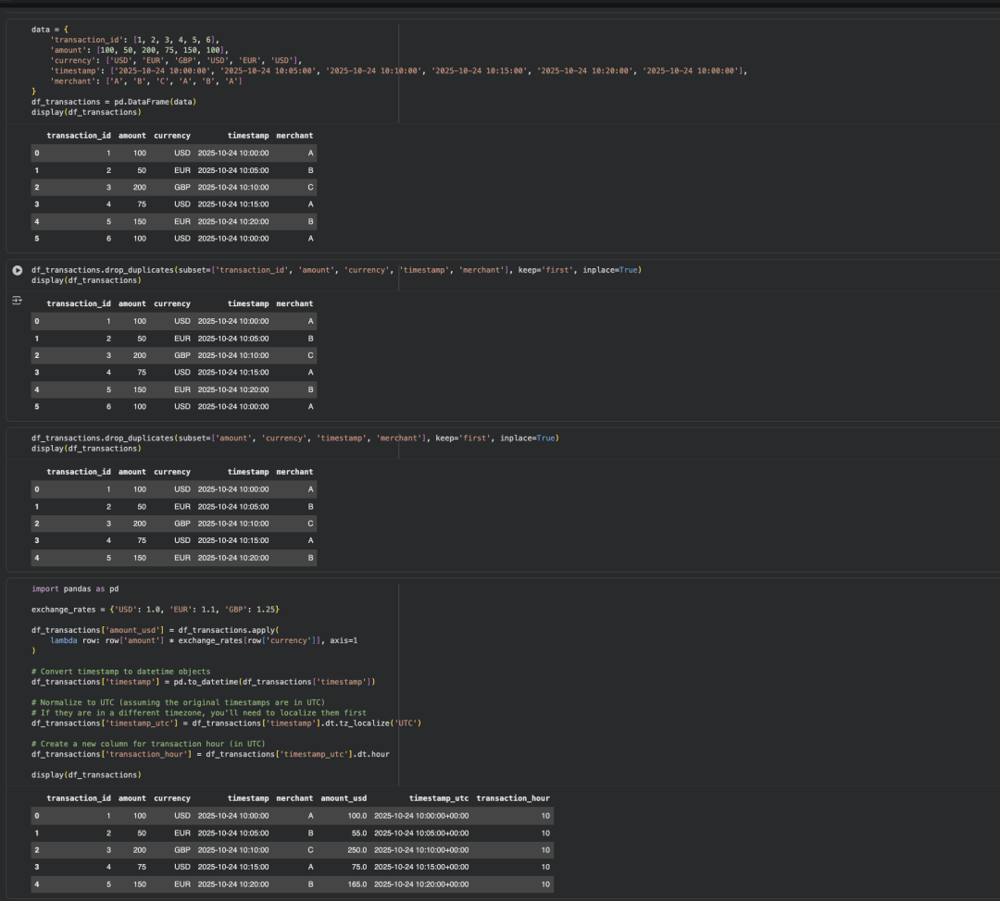 data = {
    'transaction_id': [1, 2, 3, 4, 5, 6],
    'amount': [100, 50, 200, 75, 150, 100],
    'currency': ['USD', 'EUR', 'GBP', 'USD', 'EUR', 'USD'],
    'timestamp': ['2025-10-24 10:00:00', '2025-10-24 10:05:00', '2025-10-24 10:10:00', '2025-10-24 10:15:00', '2025-10-24 10:20:00', '2025-10-24 10:00:00'],
    'merchant': ['A', 'B', 'C', 'A', 'B', 'A']
}
df_transactions = pd.DataFrame(data)
display(df_transactions)
transaction_id amount currency timestamp merchant
0 1 100 USD 2025-10-24 10:00:00 A
1 2 50 EUR 2025-10-24 10:05:00 B
2 3 200 GBP 2025-10-24 10:10:00 C
3 4 75 USD 2025-10-24 10:15:00 A
4 5 150 EUR 2025-10-24 10:20:00 B
5 6 100 USD 2025-10-24 10:00:00 A
df_transactions.drop_duplicates(subset=['transaction_id', 'amount', 'currency', 'timestamp', 'merchant'], keep='first', inplace=True)
display(df_transactions)
transaction_id amount currency timestamp merchant
0 1 100 USD 2025-10-24 10:00:00 A
1 2 50 EUR 2025-10-24 10:05:00 B
2 3 200 GBP 2025-10-24 10:10:00 C
3 4 75 USD 2025-10-24 10:15:00 A
4 5 150 EUR 2025-10-24 10:20:00 B
5 6 100 USD 2025-10-24 10:00:00 A
df_transactions.drop_duplicates(subset=['amount', 'currency', 'timestamp', 'merchant'], keep='first', inplace=True)
display(df_transactions)
transaction_id amount currency timestamp merchant
0 1 100 USD 2025-10-24 10:00:00 A
1 2 50 EUR 2025-10-24 10:05:00 B
2 3 200 GBP 2025-10-24 10:10:00 C
3 4 75 USD 2025-10-24 10:15:00 A
4 5 150 EUR 2025-10-24 10:20:00 B
import pandas as pd
exchange_rates = {'USD': 1.0, 'EUR': 1.1, 'GBP': 1.25}
df_transactions['amount_usd'] = df_transactions.apply(
    lambda row: row['amount'] * exchange_rates[row['currency']], axis=1
)
# Convert timestamp to datetime objects
df_transactions['timestamp'] = pd.to_datetime(df_transactions['timestamp'])
# Normalize to UTC (assuming the original timestamps are in UTC)
# If they are in a different timezone, you'll need to localize them first
df_transactions['timestamp_utc'] = df_transactions['timestamp'].dt.tz_localize('UTC')
# Create a new column for transaction hour (in UTC)
df_transactions['transaction_hour'] = df_transactions['timestamp_utc'].dt.hour
display(df_transactions)
transaction_id amount currency timestamp merchant amount_usd timestamp_utc transaction_hour
0 1 100 USD 2025-10-24 10:00:00 A 100.0 2025-10-24 10:00:00+00:00 10
1 2 50 EUR 2025-10-24 10:05:00 B 55.0 2025-10-24 10:05:00+00:00 10
2 3 200 GBP 2025-10-24 10:10:00 C 250.0 2025-10-24 10:10:00+00:00 10
3 4 75 USD 2025-10-24 10:15:00 A 75.0 2025-10-24 10:15:00+00:00 10
4 5 150 EUR 2025-10-24 10:20:00 B 165.0 2025-10-24 10:20:00+00:00 10